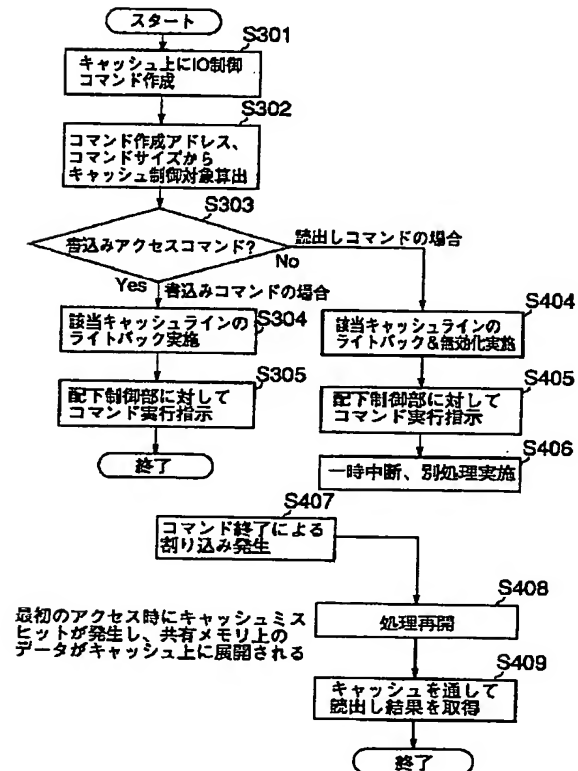 スタート
S301
キャッシュ上にIO制御
コマンド作成
S302
コマンド作成アドレス、
コマンドサイズから
キャッシュ制御対象算出
S303
書込みアクセスコマンド?
読出しコマンドの場合
No
Yes
書込みコマンドの場合
S304
該当キャッシュラインの
ライトバック実施
S305
配下制御部に対して
コマンド実行指示
終了
S404
該当キャッシュラインの
ライトバック&無効化実施
S405
配下制御部に対して
コマンド実行指示
S406
一時中断、別処理実施
S407
コマンド終了による
割り込み発生
S408
処理再開
最初のアクセス時にキャッシュミス
ヒットが発生し、共有メモリ上の
データがキャッシュ上に展開される
S409
キャッシュを通して
読出し結果を取得
終了